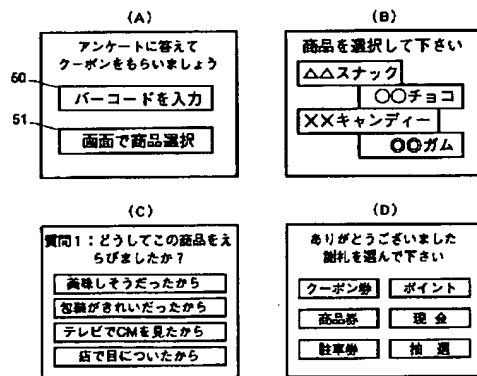 (A)
アンケートに答えて
クーポンをもらいましょう
60
バーコードを入力
51
画面で商品選択
(B)
商品を選択して下さい
△△スナック
〇〇チョコ
××キャンディー
◎◎ガム
(C)
質問1:どうしてこの商品をえ
らびましたか?
美味しそうだったから
包装がきれいだったから
テレビでCMを見たから
店で目についたから
(D)
ありがとうございました
謝礼を選んで下さい
クーポン券 ポイント
商品券 現金
駐車券 抽選